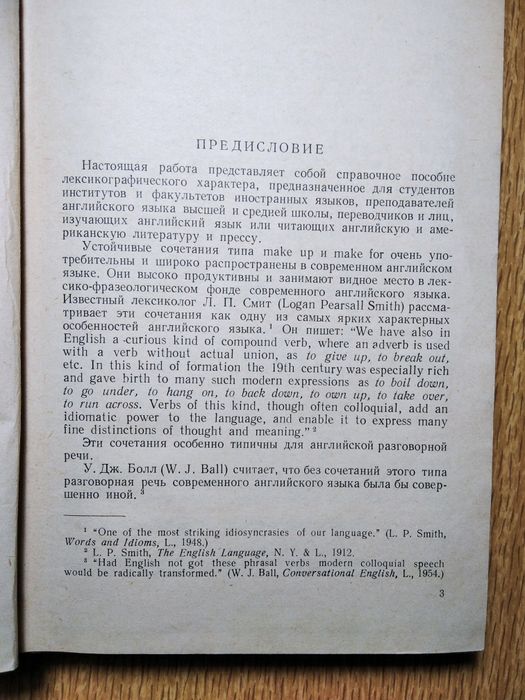 ПРЕДИСЛОВИЕ
Настоящая работа представляет собой справочное пособие
лексикографического характера, предназначенное для студентов
институтов и факультетов иностранных языков, преподавателей
английского языка высшей и средней школы, переводчиков и лиц,
изучающих английский язык или читающих английскую и аме-
риканскую литературу и прессу.
Устойчивые сочетания типа make up и make for очень упо-
требительны и широко распространены в современном английском
языке. Они высоко продуктивны и занимают видное место в лек-
сико-фразеологическом фонде современного английского языка.
Известный лексиколог Л. П. Смит (Logan Pearsall Smith) рассма-
тривает эти сочетания как одну из самых ярких характерных
особенностей английского языка.¹ Он пишет: "We have also in
English a curious kind of compound verb, where an adverb is used
with a verb without actual union, as to give up, to break out,
etc. In this kind of formation the 19th century was especially rich
and gave birth to many such modern expressions as to boil down,
to go under, to hang on, to back down, to own up, to take over,
to run across. Verbs of this kind, though often colloquial, add an
idiomatic power to the language, and enable it to express many
fine distinctions of thought and meaning."²
Эти сочетания особенно типичны для английской разговорной
речи.
У. Дж. Болл (W. J. Ball) считает, что без сочетаний этого типа
разговорная речь современного английского языка была бы совер-
шенно иной.³
¹ "One of the most striking idiosyncrasies of our language." (L. P. Smith,
Words and Idioms, L., 1948.)
² L. P. Smith, The English Language, N. Y. & L., 1912.
³ "Had English not got these phrasal verbs modern colloquial speech
would be radically transformed." (W. J. Ball, Conversational English, L., 1954.)
3